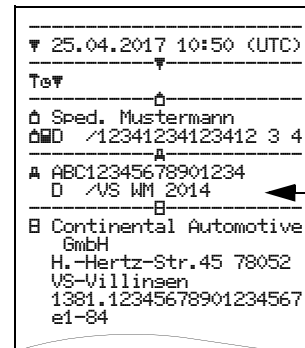 ▼ 25.04.2017 10:50 (UTC)
T⊙▼
Sped. Mustermann
D /12341234123412 3 4
A ABC12345678901234
D /VS WM 2014
Continental Automotive
GmbH
H.-Hertz-Str.45 78052
VS-Villingen
1381.12345678901234567
e1-84